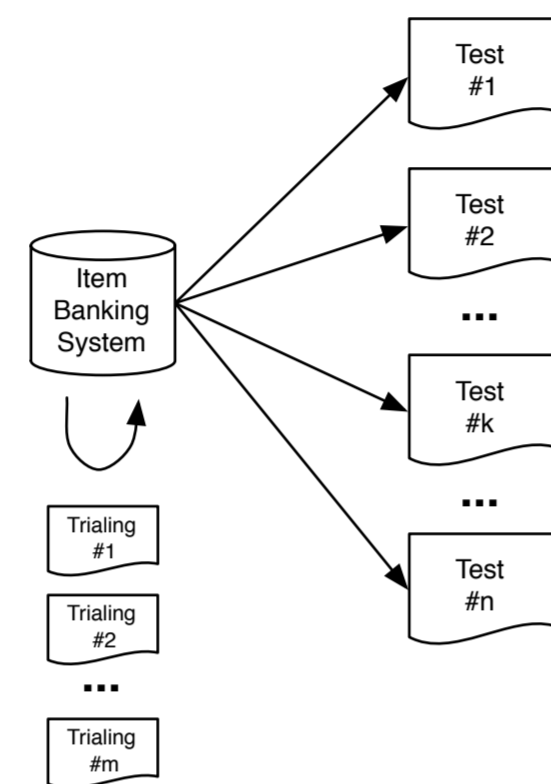 Test
#1
Test
#2
...
Item
Banking
System
Test
#k
...
Test
#n
Trialing
#1
Trialing
#2
...
Trialing
#m